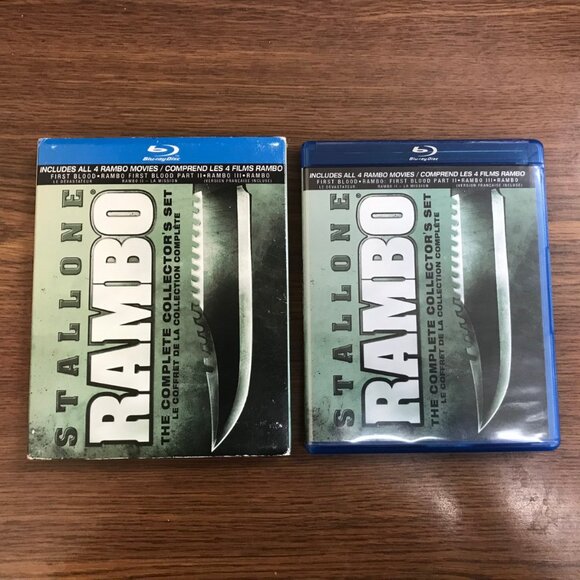 Blu-ray Disc
INCLUDES ALL 4 RAMBO MOVIES / COMPREND LES 4 FILMS RAMBO
FIRST BLOOD • RAMBO: FIRST BLOOD PART II • RAMBO III • RAMBO
LE DÉVASTATEUR RAMBO II – LA MISSION (VERSION FRANÇAISE INCLUSE)
STALLONE
RAMBO®
THE COMPLETE COLLECTOR'S SET
LE COFFRET DE LA COLLECTION COMPLÈTE
Blu-ray Disc
INCLUDES ALL 4 RAMBO MOVIES / COMPREND LES 4 FILMS RAMBO
FIRST BLOOD • RAMBO: FIRST BLOOD PART II • RAMBO III • RAMBO
LE DÉVASTATEUR RAMBO II – LA MISSION (VERSION FRANÇAISE INCLUSE)
STALLONE
RAMBO®
THE COMPLETE COLLECTOR'S SET
LE COFFRET DE LA COLLECTION COMPLÈTE